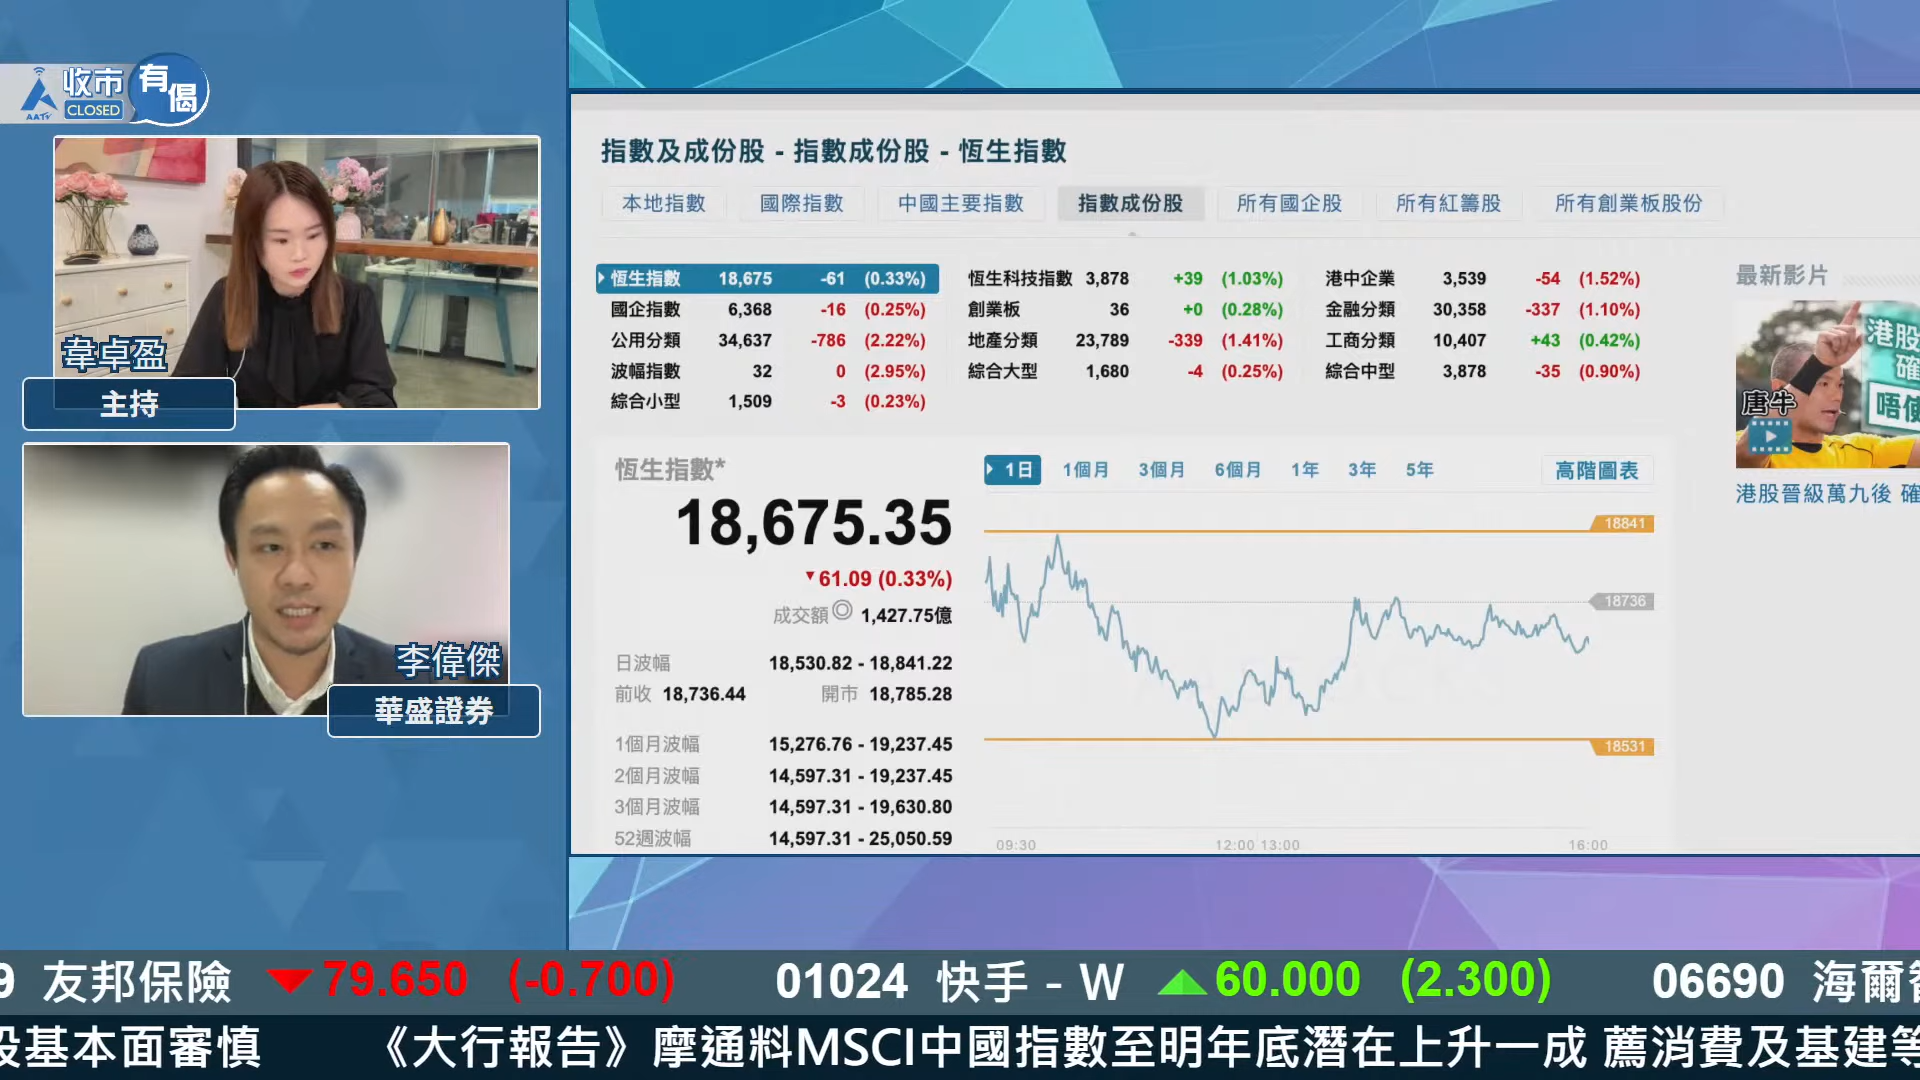 收市
CLOSED
有偈
AATV
韋卓盈
主持
李偉傑
華盛證券
指數及成份股 - 指數成份股 - 恆生指數
本地指數 國際指數 中國主要指數 指數成份股 所有國企股 所有紅籌股 所有創業板股份
恆生指數 18,675 -61 (0.33%) 恆生科技指數 3,878 +39 (1.03%) 港中企業 3,539 -54 (1.52%)
國企指數 6,368 -16 (0.25%) 創業板 36 +0 (0.28%) 金融分類 30,358 -337 (1.10%)
公用分類 34,637 -786 (2.22%) 地產分類 23,789 -339 (1.41%) 工商分類 10,407 +43 (0.42%)
波幅指數 32 0 (2.95%) 綜合大型 1,680 -4 (0.25%) 綜合中型 3,878 -35 (0.90%)
綜合小型 1,509 -3 (0.23%)
恆生指數*
18,675.35
▼61.09 (0.33%)
成交額 1,427.75億
日波幅 18,530.82 - 18,841.22
前收 18,736.44 開市 18,785.28
1個月波幅 15,276.76 - 19,237.45
2個月波幅 14,597.31 - 19,237.45
3個月波幅 14,597.31 - 19,630.80
52週波幅 14,597.31 - 25,050.59
1日 1個月 3個月 6個月 1年 3年 5年 高階圖表
18841
18736
18531
09:30 12:00 13:00 16:00
最新影片
港股
確
唔使
唐牛
港股晉級萬九後 確
9 友邦保險 ▼79.650 (-0.700) 01024 快手 - W ▲60.000 (2.300) 06690 海爾智
股基本面審慎 《大行報告》摩通料MSCI中國指數至明年底潛在上升一成 薦消費及基建等